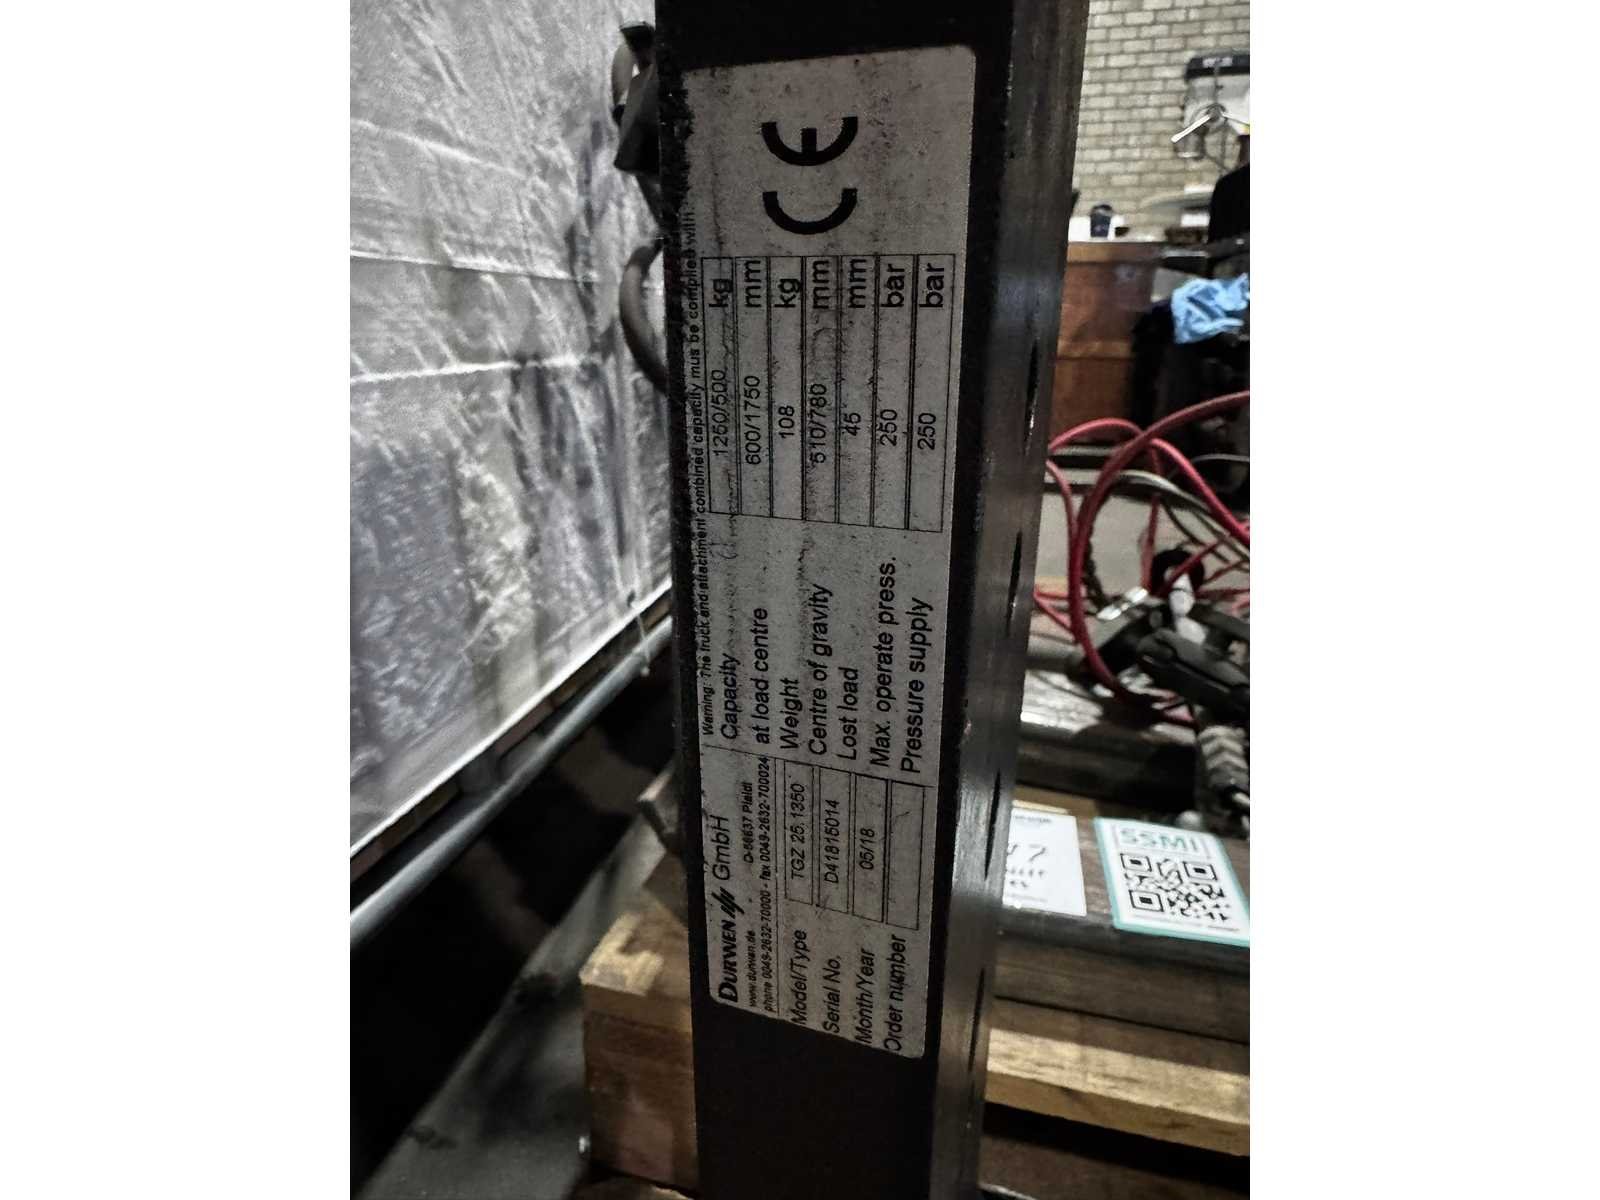 DURWEN GmbH
www.durwen.de D-56637 Plaidt
phone 0049-2632-70000 - fax 0049-2632-700024
Model/Type TGZ 25.1350
Serial No. D41815014
Month/Year 05/18
Order number
Warning: The truck and attachment combined capacity mus be complied with.
Capacity 1250/500 kg
at load centre 600/1750 mm
Weight 108 kg
Centre of gravity 510/780 mm
Lost load 45 mm
Max. operate press. 250 bar
Pressure supply 250 bar
CE
SSMI